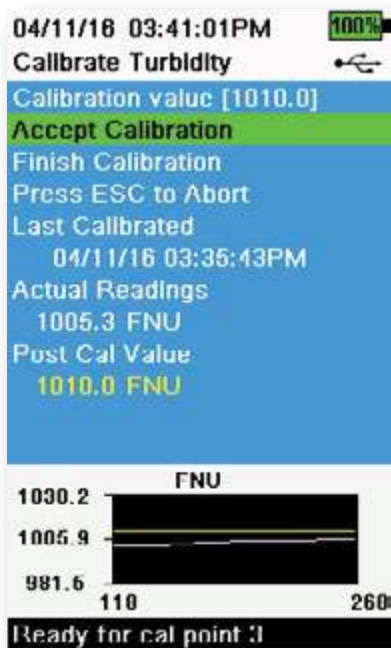 04/11/16 03:41:01PM 100%
Calibrate Turbidity
Calibration value [1010.0]
Accept Calibration
Finish Calibration
Press ESC to Abort
Last Calibrated
04/11/16 03:35:43PM
Actual Readings
1005.3 FNU
Post Cal Value
1010.0 FNU
FNU
1030.2
1005.9
981.6
110 260
Ready for cal point 3